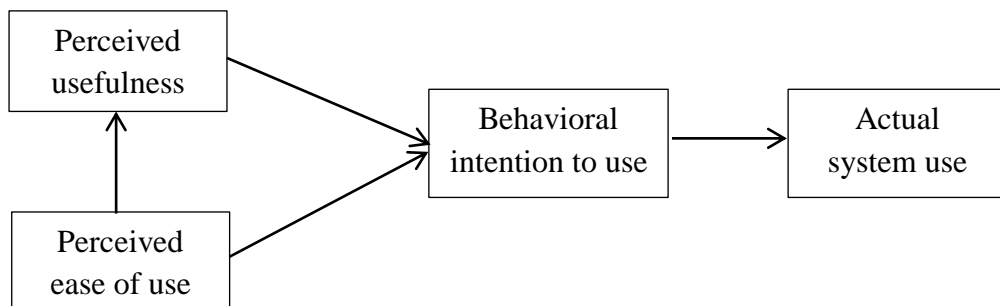 Perceived
usefulness
Behavioral
intention to use
Actual
system use
Perceived
ease of use